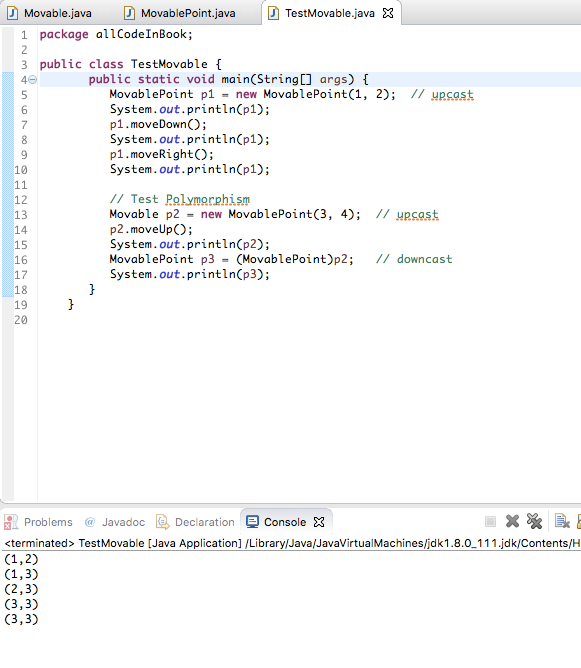 Movable.java MovablePoint.java TestMovable.java
1 package allCodeInBook;
2
3 public class TestMovable {
4 public static void main(String[] args) {
5 MovablePoint p1 = new MovablePoint(1, 2); // upcast
6 System.out.println(p1);
7 p1.moveDown();
8 System.out.println(p1);
9 p1.moveRight();
10 System.out.println(p1);
11
12 // Test Polymorphism
13 Movable p2 = new MovablePoint(3, 4); // upcast
14 p2.moveUp();
15 System.out.println(p2);
16 MovablePoint p3 = (MovablePoint)p2; // downcast
17 System.out.println(p3);
18 }
19 }
20
Problems @ Javadoc Declaration Console
<terminated> TestMovable [Java Application] /Library/Java/JavaVirtualMachines/jdk1.8.0_111.jdk/Contents/H
(1,2)
(1,3)
(2,3)
(3,3)
(3,3)